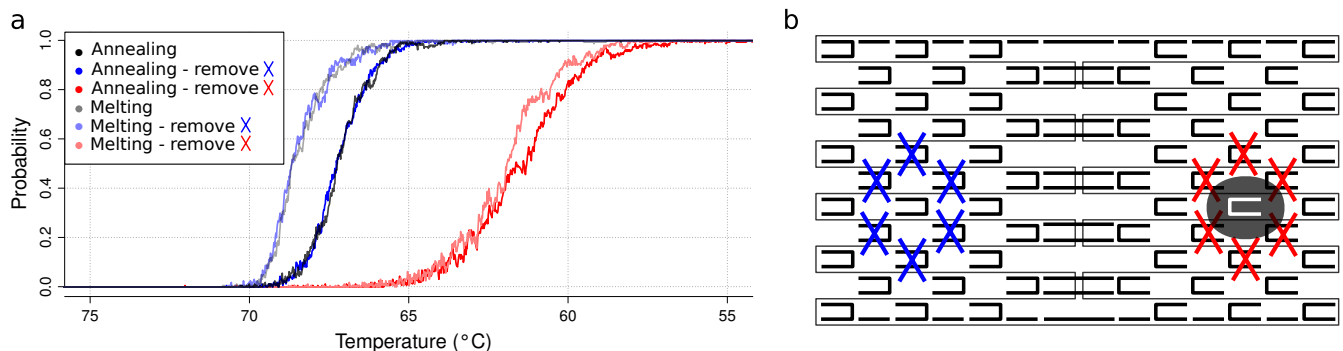 a
Annealing
Annealing - remove X
Annealing - remove X
Melting
Melting - remove X
Melting - remove X
Probability
1.0
0.8
0.6
0.4
0.2
0.0
75
70
65
60
55
Temperature (°C)
b